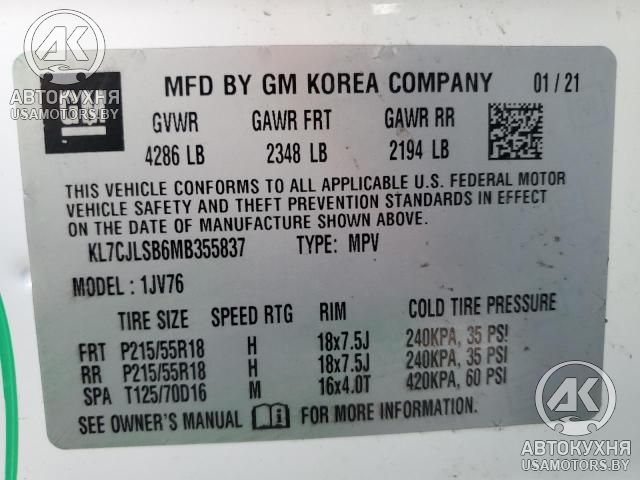 АВТОКУХНЯ
USAMOTORS.BY
GM
MFD BY GM KOREA COMPANY 01/21
GVWR GAWR FRT GAWR RR
4286 LB 2348 LB 2194 LB
THIS VEHICLE CONFORMS TO ALL APPLICABLE U.S. FEDERAL MOTOR
VEHICLE SAFETY AND THEFT PREVENTION STANDARDS IN EFFECT
ON THE DATE OF MANUFACTURE SHOWN ABOVE.
KL7CJLSB6MB355837 TYPE: MPV
MODEL: 1JV76
TIRE SIZE SPEED RTG RIM COLD TIRE PRESSURE
FRT P215/55R18 H 18x7.5J 240KPA, 35 PSI
RR P215/55R18 H 18x7.5J 240KPA, 35 PSI
SPA T125/70D16 M 16x4.0T 420KPA, 60 PSI
SEE OWNER'S MANUAL FOR MORE INFORMATION.
АК
АВТОКУХНЯ
USAMOTORS.BY